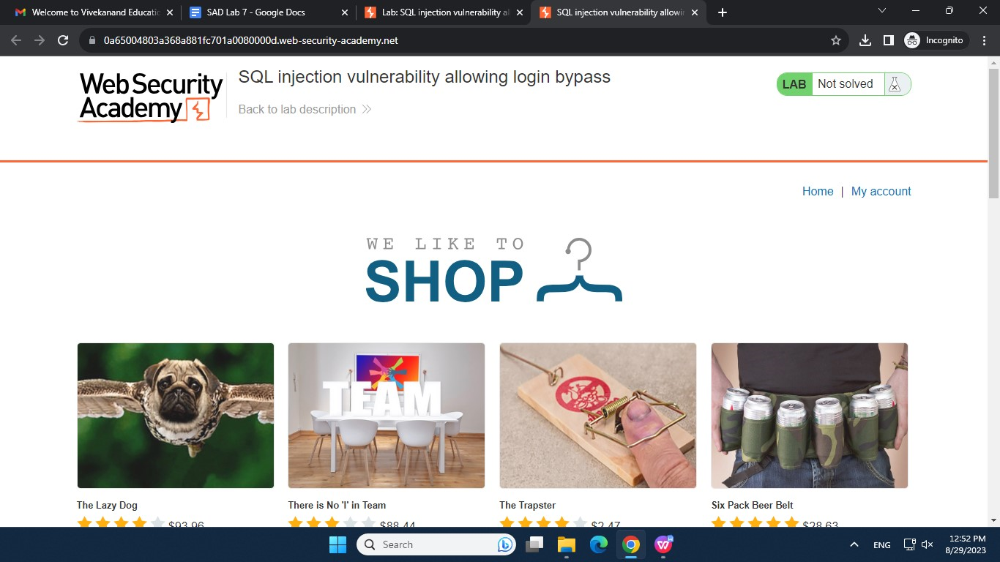 Welcome to Vivekanand Educatic
SAD Lab 7 - Google Docs
Lab: SQL injection vulnerability al
SQL injection vulnerability allowin
0a65004803a368a881fc701a0080000d.web-security-academy.net
Incognito
Web Security
Academy
SQL injection vulnerability allowing login bypass
Back to lab description
LAB
Not solved
Home | My account
WE LIKE TO
SHOP
TEAM
The Lazy Dog
There is No 'I' in Team
The Trapster
Six Pack Beer Belt
$93.96
$88.44
$2.47
$28.63
Search
ENG
12:52 PM
8/29/2023